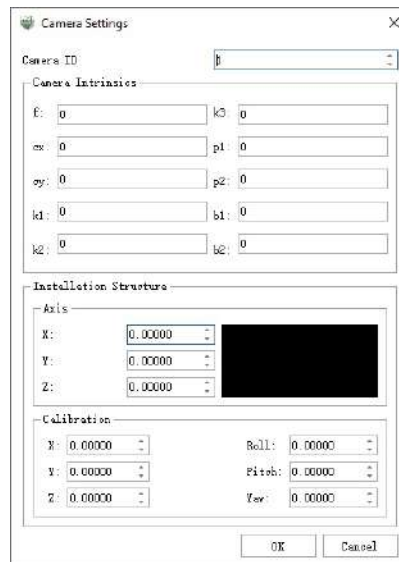 Camera Settings
Camera ID
Camera Intrinsics
f: 0 k3: 0
cx: 0 p1: 0
cy: 0 p2: 0
k1: 0 b1: 0
k2: 0 b2: 0
Installation Structure
Axis
X: 0.00000
Y: 0.00000
Z: 0.00000
Calibration
X: 0.00000 Roll: 0.00000
Y: 0.00000 Pitch: 0.00000
Z: 0.00000 Yaw: 0.00000
OK Cancel